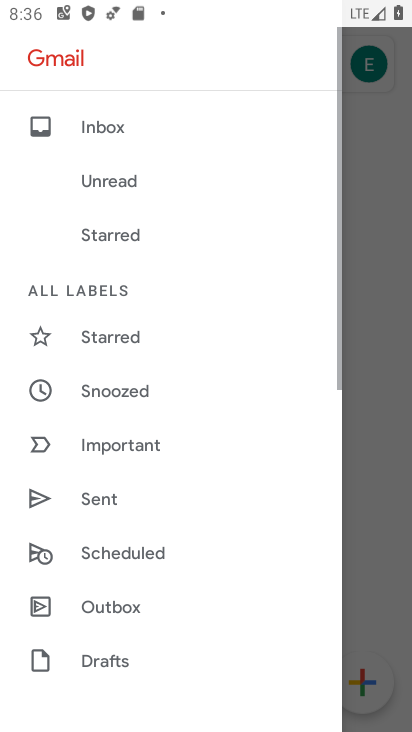 8:36
LTE
Gmail
E
Inbox
Unread
Starred
ALL LABELS
Starred
Snoozed
Important
Sent
Scheduled
Outbox
Drafts